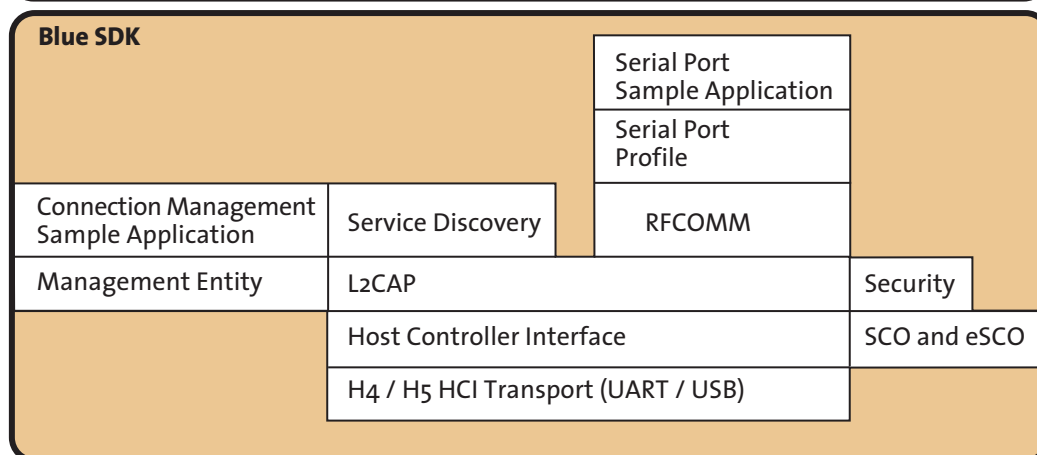 Blue SDK
Serial Port
Sample Application
Serial Port
Profile
Connection Management
Sample Application
Service Discovery
RFCOMM
Management Entity
L2CAP
Security
Host Controller Interface
SCO and eSCO
H4 / H5 HCI Transport (UART / USB)